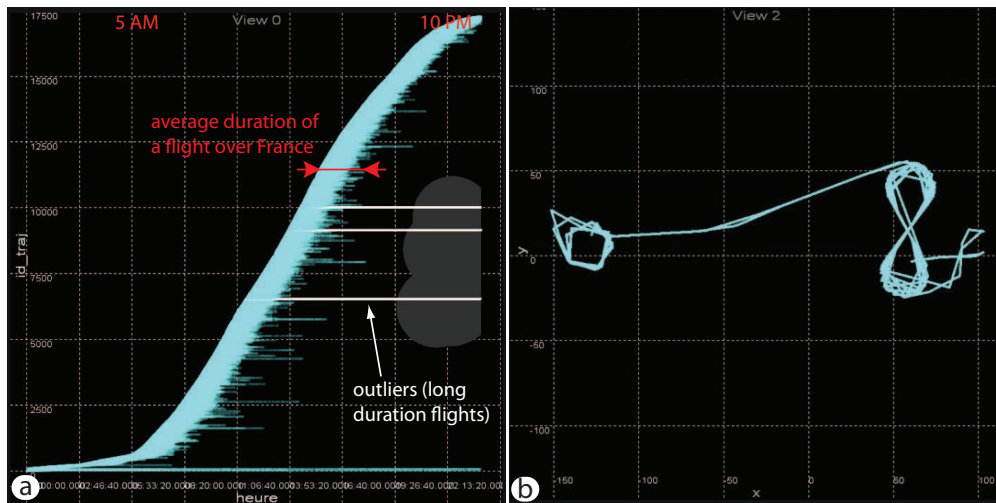 17500
5 AM
View 0
10 PM
15000
average duration of
a flight over France
12500
10000
id_traj
7500
5000
outliers (long
duration flights)
2500
heure
a
View 2
100
50
y
0
-50
-100
-150
-100
-50
0
50
100
x
b